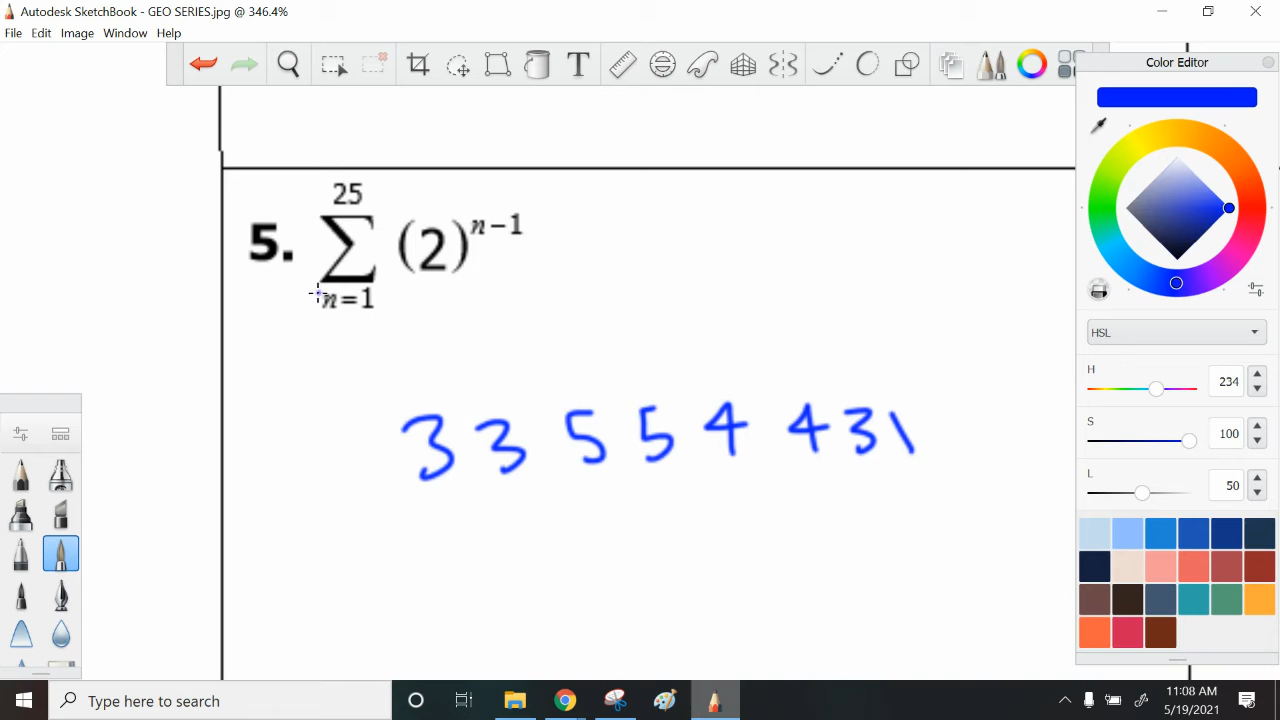 Autodesk SketchBook - GEO SERIES.jpg @ 346.4%
File Edit Image Window Help
T
Color Editor
25
5. ∑ (2)^{n-1}
n=1
HSL
H 234
S 100
L 50
3 3 5 5 4 4 3 1
Type here to search
11:08 AM
5/19/2021